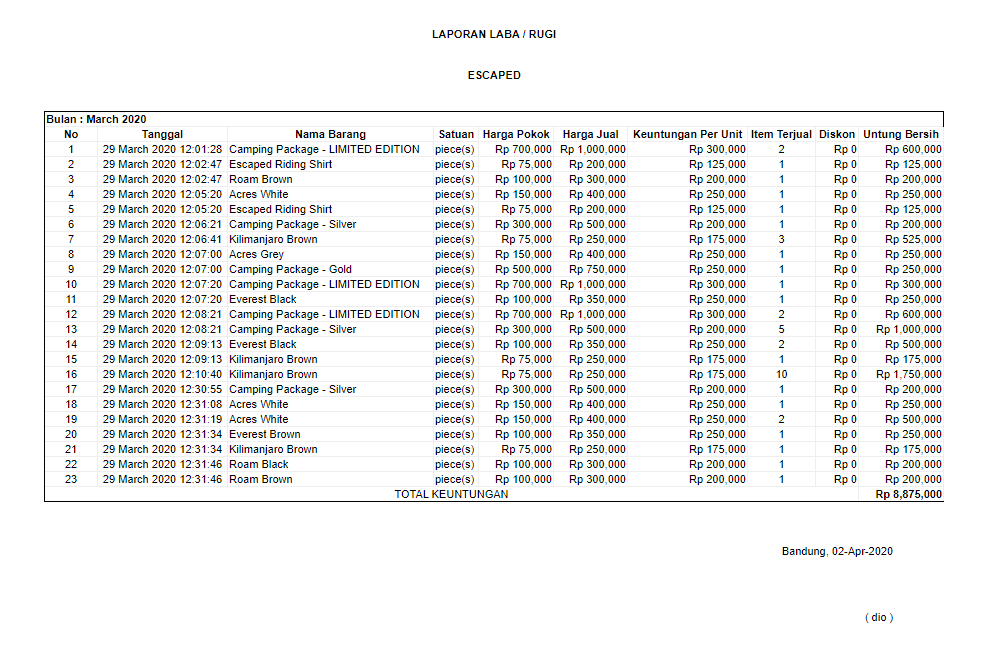 LAPORAN LABA / RUGI
ESCAPED
Bulan : March 2020
No Tanggal Nama Barang Satuan Harga Pokok Harga Jual Keuntungan Per Unit Item Terjual Diskon Untung Bersih
1 29 March 2020 12:01:28 Camping Package - LIMITED EDITION piece(s) Rp 700,000 Rp 1,000,000 Rp 300,000 2 Rp 0 Rp 600,000
2 29 March 2020 12:02:47 Escaped Riding Shirt piece(s) Rp 75,000 Rp 200,000 Rp 125,000 1 Rp 0 Rp 125,000
3 29 March 2020 12:02:47 Roam Brown piece(s) Rp 100,000 Rp 300,000 Rp 200,000 1 Rp 0 Rp 200,000
4 29 March 2020 12:05:20 Acres White piece(s) Rp 150,000 Rp 400,000 Rp 250,000 1 Rp 0 Rp 250,000
5 29 March 2020 12:05:20 Escaped Riding Shirt piece(s) Rp 75,000 Rp 200,000 Rp 125,000 1 Rp 0 Rp 125,000
6 29 March 2020 12:06:21 Camping Package - Silver piece(s) Rp 300,000 Rp 500,000 Rp 200,000 1 Rp 0 Rp 200,000
7 29 March 2020 12:06:41 Kilimanjaro Brown piece(s) Rp 75,000 Rp 250,000 Rp 175,000 3 Rp 0 Rp 525,000
8 29 March 2020 12:07:00 Acres Grey piece(s) Rp 150,000 Rp 400,000 Rp 250,000 1 Rp 0 Rp 250,000
9 29 March 2020 12:07:00 Camping Package - Gold piece(s) Rp 500,000 Rp 750,000 Rp 250,000 1 Rp 0 Rp 250,000
10 29 March 2020 12:07:20 Camping Package - LIMITED EDITION piece(s) Rp 700,000 Rp 1,000,000 Rp 300,000 1 Rp 0 Rp 300,000
11 29 March 2020 12:07:20 Everest Black piece(s) Rp 100,000 Rp 350,000 Rp 250,000 1 Rp 0 Rp 250,000
12 29 March 2020 12:08:21 Camping Package - LIMITED EDITION piece(s) Rp 700,000 Rp 1,000,000 Rp 300,000 2 Rp 0 Rp 600,000
13 29 March 2020 12:08:21 Camping Package - Silver piece(s) Rp 300,000 Rp 500,000 Rp 200,000 5 Rp 0 Rp 1,000,000
14 29 March 2020 12:09:13 Everest Black piece(s) Rp 100,000 Rp 350,000 Rp 250,000 2 Rp 0 Rp 500,000
15 29 March 2020 12:09:13 Kilimanjaro Brown piece(s) Rp 75,000 Rp 250,000 Rp 175,000 1 Rp 0 Rp 175,000
16 29 March 2020 12:10:40 Kilimanjaro Brown piece(s) Rp 75,000 Rp 250,000 Rp 175,000 10 Rp 0 Rp 1,750,000
17 29 March 2020 12:30:55 Camping Package - Silver piece(s) Rp 300,000 Rp 500,000 Rp 200,000 1 Rp 0 Rp 200,000
18 29 March 2020 12:31:08 Acres White piece(s) Rp 150,000 Rp 400,000 Rp 250,000 1 Rp 0 Rp 250,000
19 29 March 2020 12:31:19 Acres White piece(s) Rp 150,000 Rp 400,000 Rp 250,000 2 Rp 0 Rp 500,000
20 29 March 2020 12:31:34 Everest Brown piece(s) Rp 100,000 Rp 350,000 Rp 250,000 1 Rp 0 Rp 250,000
21 29 March 2020 12:31:34 Kilimanjaro Brown piece(s) Rp 75,000 Rp 250,000 Rp 175,000 1 Rp 0 Rp 175,000
22 29 March 2020 12:31:46 Roam Black piece(s) Rp 100,000 Rp 300,000 Rp 200,000 1 Rp 0 Rp 200,000
23 29 March 2020 12:31:46 Roam Brown piece(s) Rp 100,000 Rp 300,000 Rp 200,000 1 Rp 0 Rp 200,000
TOTAL KEUNTUNGAN Rp 8,875,000
Bandung, 02-Apr-2020
( dio )